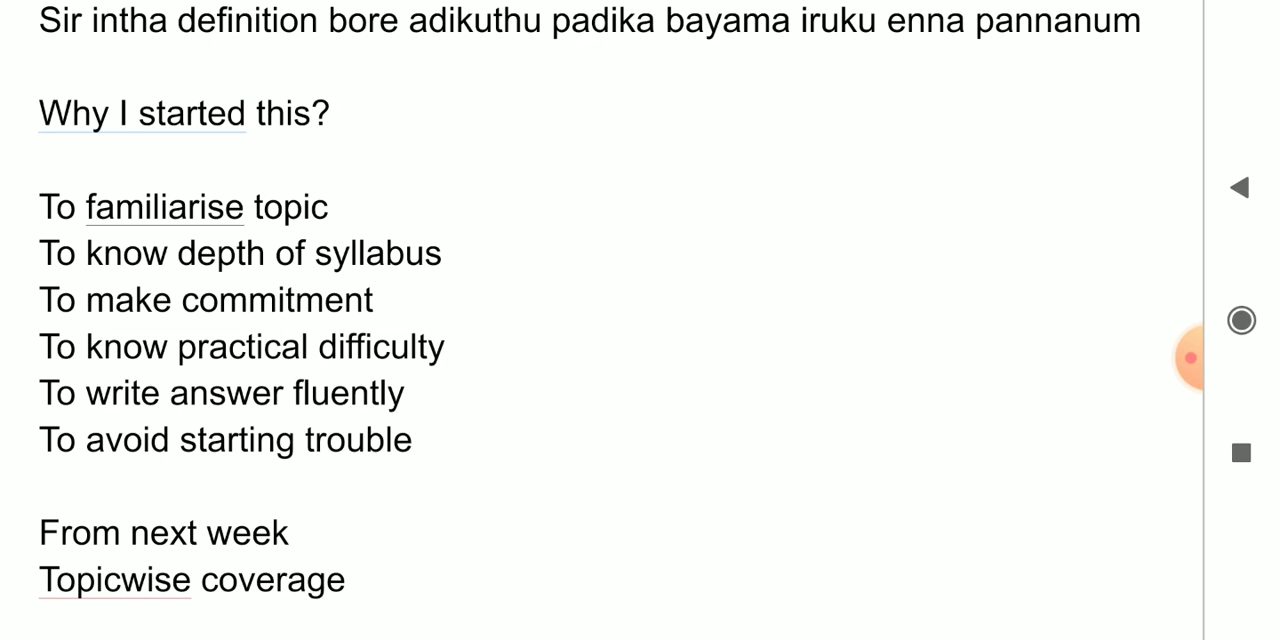 Sir intha definition bore adikuthu padika bayama iruku enna pannanum
Why I started this?
To familiarise topic
To know depth of syllabus
To make commitment
To know practical difficulty
To write answer fluently
To avoid starting trouble
From next week
Topicwise coverage